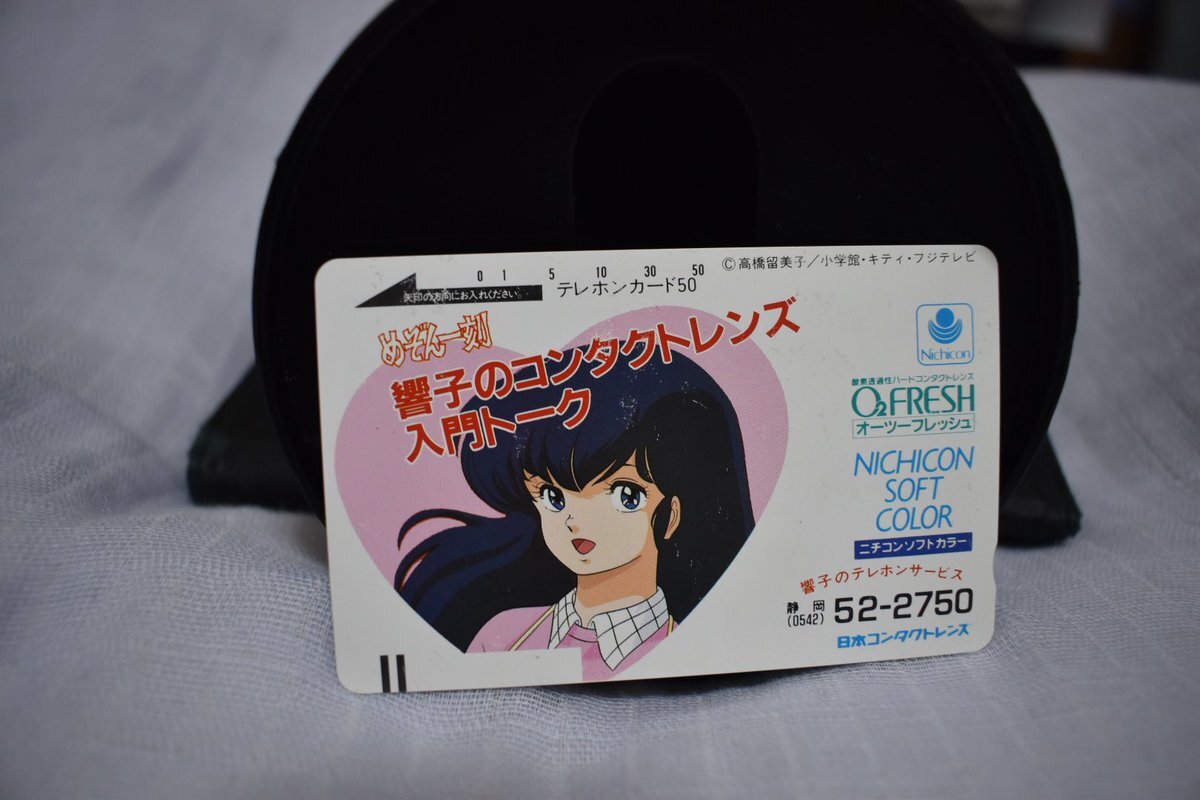 ©高橋留美子／小学館・キティ・フジテレビ
0 1 5 10 30 50
矢印の方向にお入れください
テレホンカード50
めぞん一刻
響子のコンタクトレンズ
入門トーク
Nichicon
酸素透過性ハードコンタクトレンズ
O2FRESH
オーツーフレッシュ
NICHICON
SOFT
COLOR
ニチコンソフトカラー
響子のテレホンサービス
静岡
(0542) 52-2750
日本コンタクトレンズ